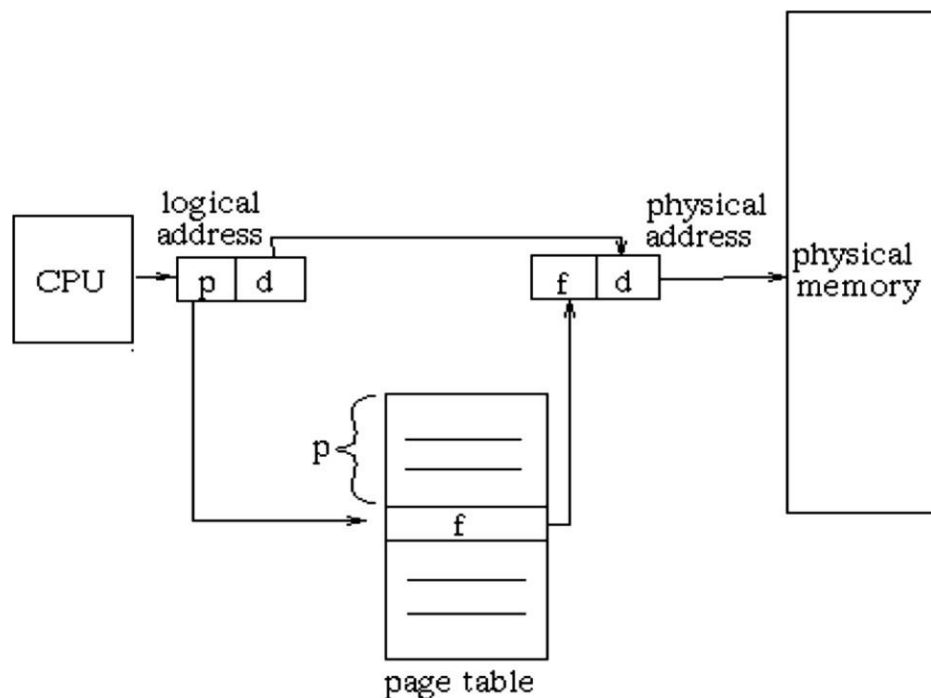 logical
address
physical
address
CPU
p d
f d
physical
memory
p
f
page table